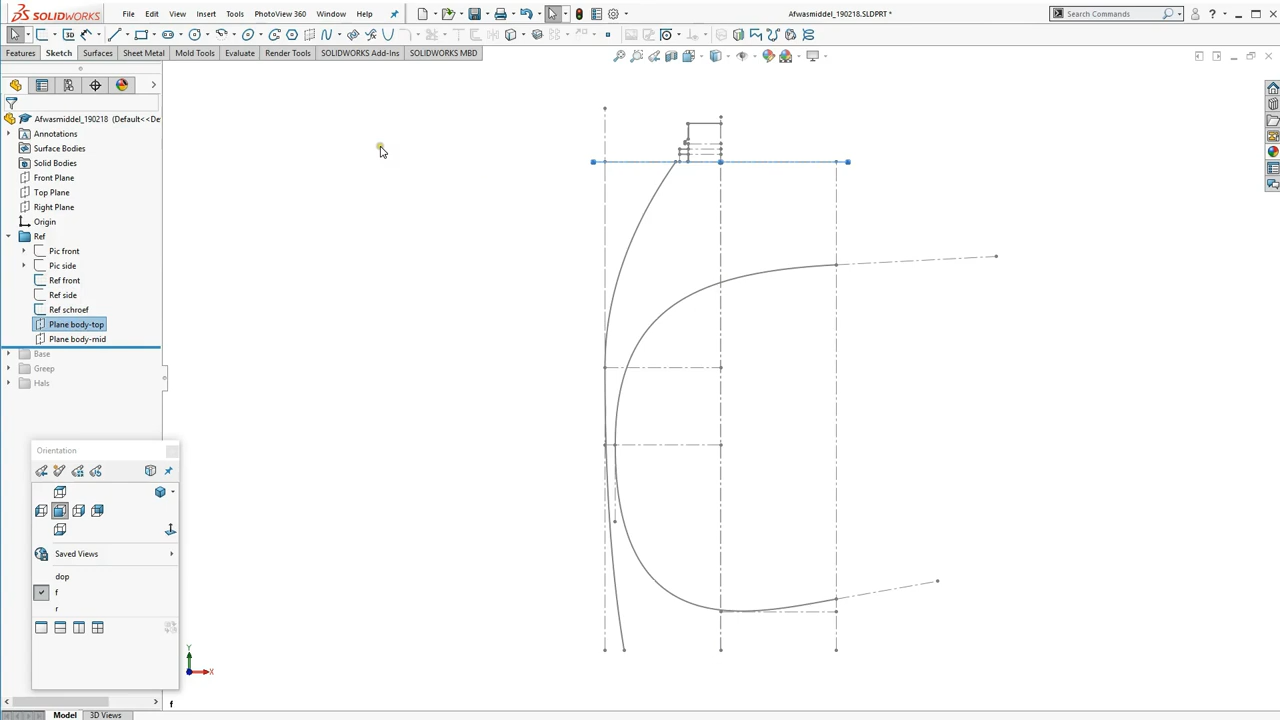 SOLIDWORKS File Edit View Insert Tools PhotoView 360 Window Help Afwasmiddel_190218.SLDPRT * Search Commands
Features Sketch Surfaces Sheet Metal Mold Tools Evaluate Render Tools SOLIDWORKS Add-Ins SOLIDWORKS MBD
Afwasmiddel_190218 (Default<<De
Annotations
Surface Bodies
Solid Bodies
Front Plane
Top Plane
Right Plane
Origin
Ref
Pic front
Pic side
Ref front
Ref side
Ref schroef
Plane body-top
Plane body-mid
Base
Greep
Hals
Orientation
Saved Views
dop
f
r
Y
X
f
Model 3D Views